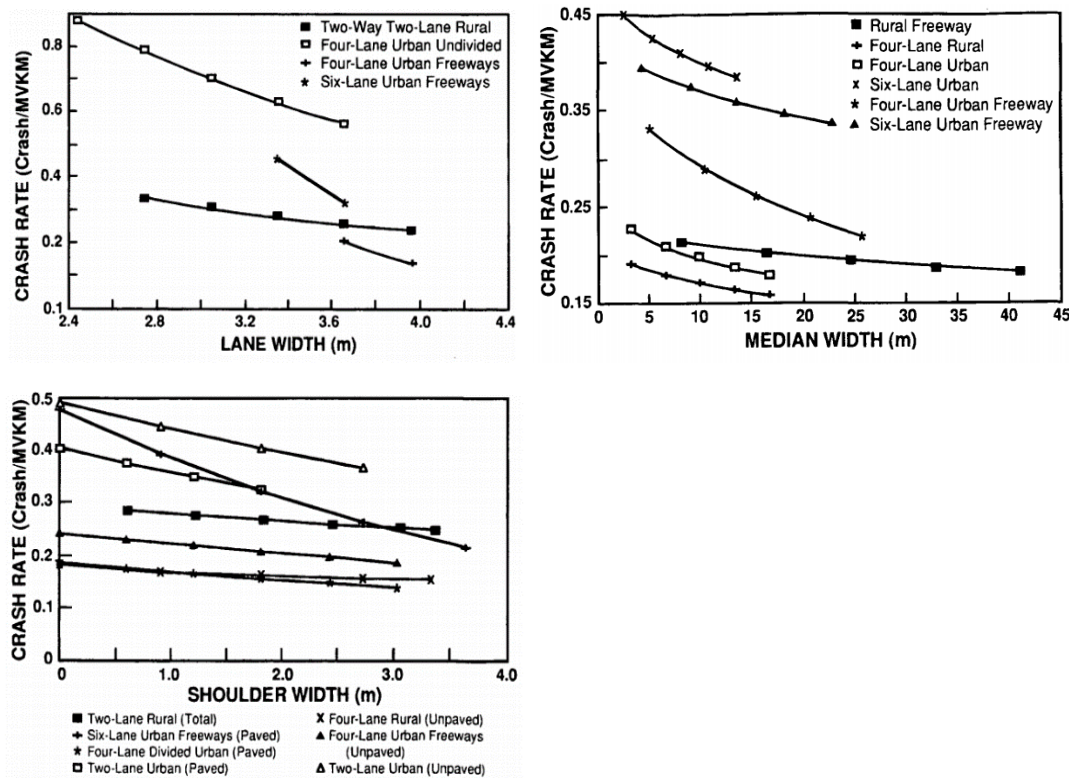 CRASH RATE (Crash/MVKM)
0.8
0.6
0.4
0.2
0.1
2.4 2.8 3.2 3.6 4.0 4.4
LANE WIDTH (m)
Two-Way Two-Lane Rural
Four-Lane Urban Undivided
Four-Lane Urban Freeways
Six-Lane Urban Freeways
CRASH RATE (Crash/MVKM)
0.45
0.35
0.25
0.15
0 5 10 15 20 25 30 35 40 45
MEDIAN WIDTH (m)
Rural Freeway
Four-Lane Rural
Four-Lane Urban
Six-Lane Urban
Four-Lane Urban Freeway
Six-Lane Urban Freeway
CRASH RATE (Crash/MVKM)
0.5
0.4
0.3
0.2
0.1
0
0 1.0 2.0 3.0 4.0
SHOULDER WIDTH (m)
Two-Lane Rural (Total)
Six-Lane Urban Freeways (Paved)
Four-Lane Divided Urban (Paved)
Two-Lane Urban (Paved)
Four-Lane Rural (Unpaved)
Four-Lane Urban Freeways
(Unpaved)
Two-Lane Urban (Unpaved)